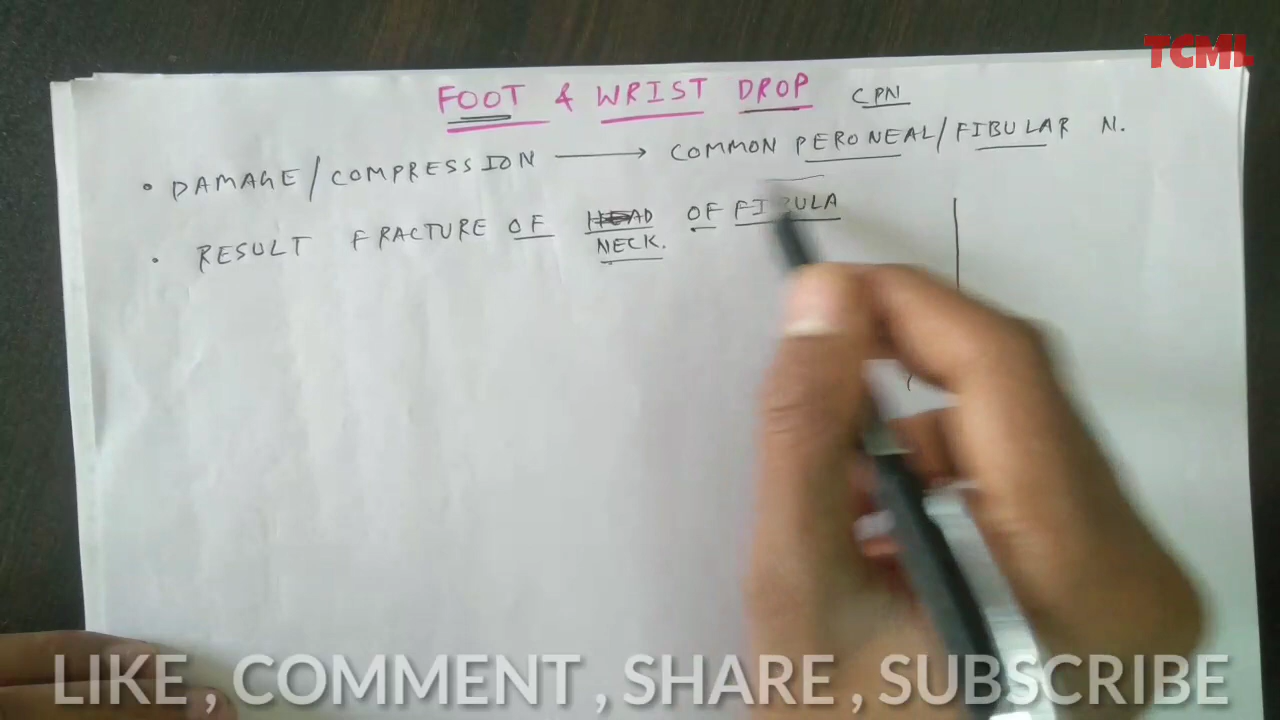 TCML
FOOT & WRIST DROP CPN
• DAMAGE/COMPRESSION → COMMON PERONEAL/FIBULAR N.
• RESULT FRACTURE OF HEAD OF FIBULA
NECK.
LIKE , COMMENT , SHARE , SUBSCRIBE